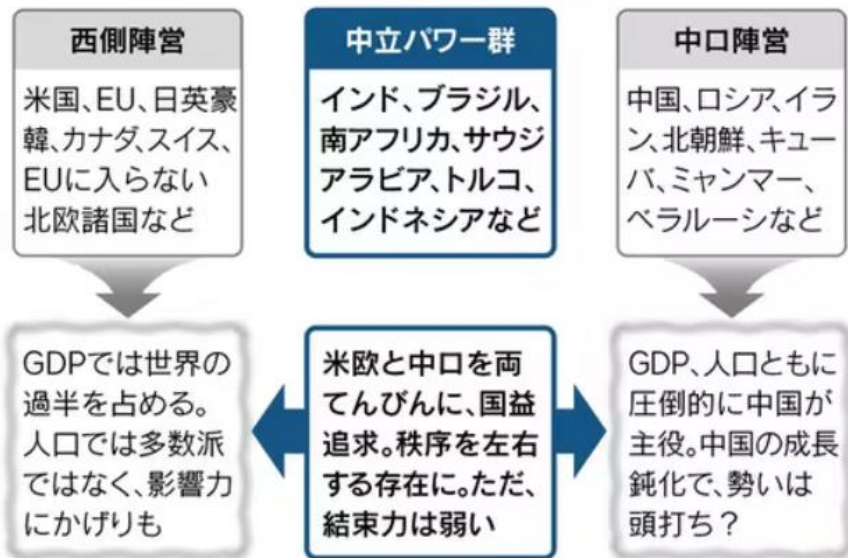 西側陣営
米国、EU、日英豪
韓、カナダ、スイス、
EUに入らない
北欧諸国など
中立パワー群
インド、ブラジル、
南アフリカ、サウジ
アラビア、トルコ、
インドネシアなど
中ロ陣営
中国、ロシア、イラ
ン、北朝鮮、キュー
バ、ミャンマー、
ベラルーシなど
GDPでは世界の
過半を占める。
人口では多数派
ではなく、影響力
にかげりも
米欧と中ロを両
てんびんに、国益
追求。秩序を左右
する存在に。ただ、
結束力は弱い
GDP、人口ともに
圧倒的に中国が
主役。中国の成長
鈍化で、勢いは
頭打ち？